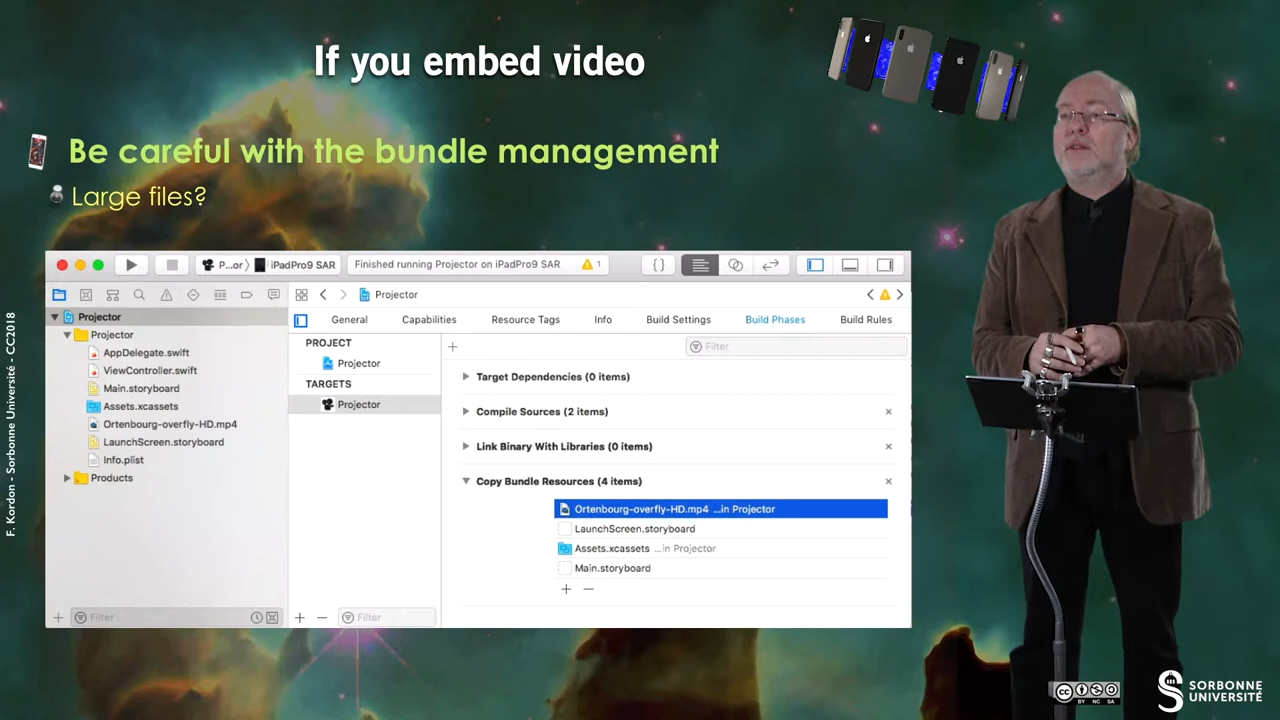 If you embed video
Be careful with the bundle management
Large files?
P...or
iPadPro9 SAR
Finished running Projector on iPadPro9 SAR
1
{ }
Projector
Projector
AppDelegate.swift
ViewController.swift
Main.storyboard
Assets.xcassets
Ortenbourg-overfly-HD.mp4
LaunchScreen.storyboard
Info.plist
Products
Filter
Projector
General
Capabilities
Resource Tags
Info
Build Settings
Build Phases
Build Rules
PROJECT
Projector
TARGETS
Projector
Filter
Filter
Target Dependencies (0 items)
Compile Sources (2 items)
Link Binary With Libraries (0 items)
Copy Bundle Resources (4 items)
Ortenbourg-overfly-HD.mp4 ...in Projector
LaunchScreen.storyboard
Assets.xcassets ...in Projector
Main.storyboard
F. Kordon - Sorbonne Université - CC2018
cc
BY NC SA
SORBONNE
UNIVERSITÉ